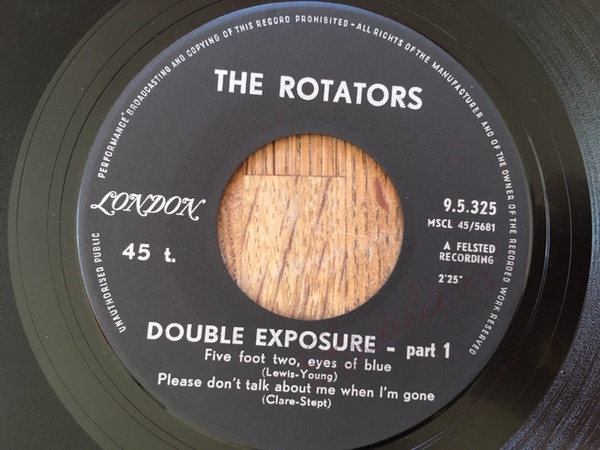 UNAUTHORISED PUBLIC PERFORMANCE' BROADCASTING AND COPYING OF THIS RECORD PROHIBITED - ALL RIGHTS OF THE MANUFACTURER AND OF THE OWNER OF THE RECORDED WORK RESERVED
THE ROTATORS
LONDON
45 t.
9.5.325
MSCL 45/5681
A FELSTED
RECORDING
2'25"
DOUBLE EXPOSURE - part 1
Five foot two, eyes of blue
(Lewis-Young)
Please don't talk about me when I'm gone
(Clare-Stept)